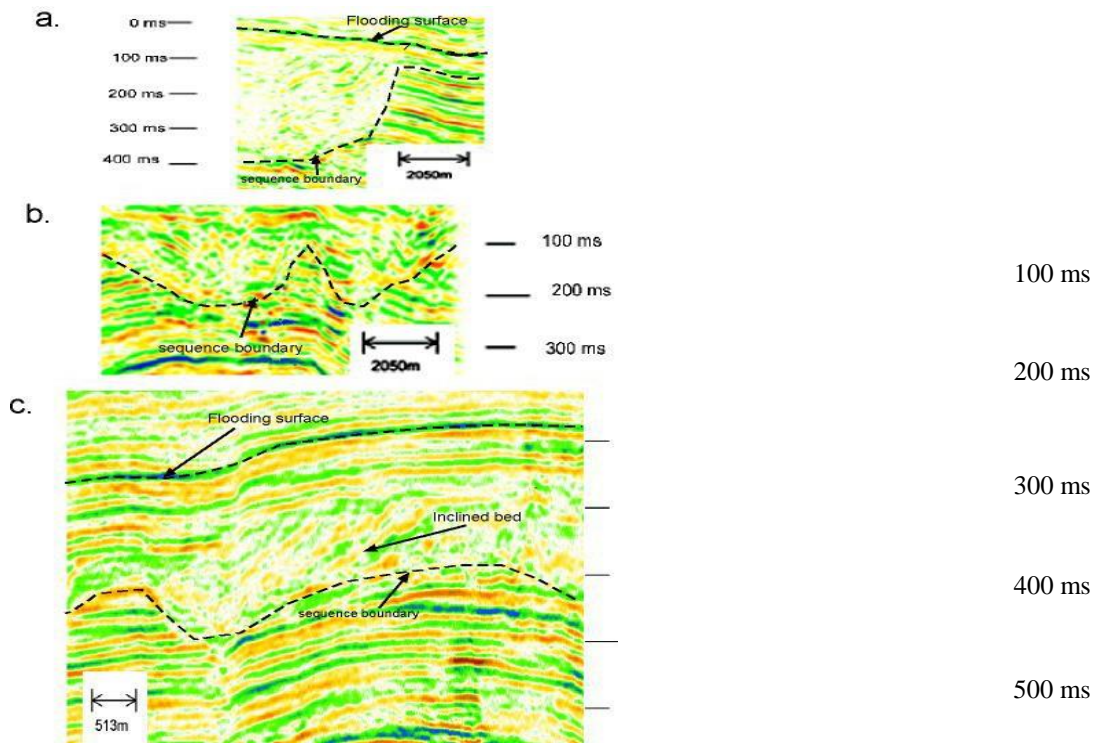 a.
0 ms
Flooding surface
100 ms
200 ms
300 ms
400 ms
sequence boundary
2050m
b.
100 ms
200 ms
300 ms
sequence boundary
2050m
c.
Flooding surface
Inclined bed
sequence boundary
513m
100 ms
200 ms
300 ms
400 ms
500 ms